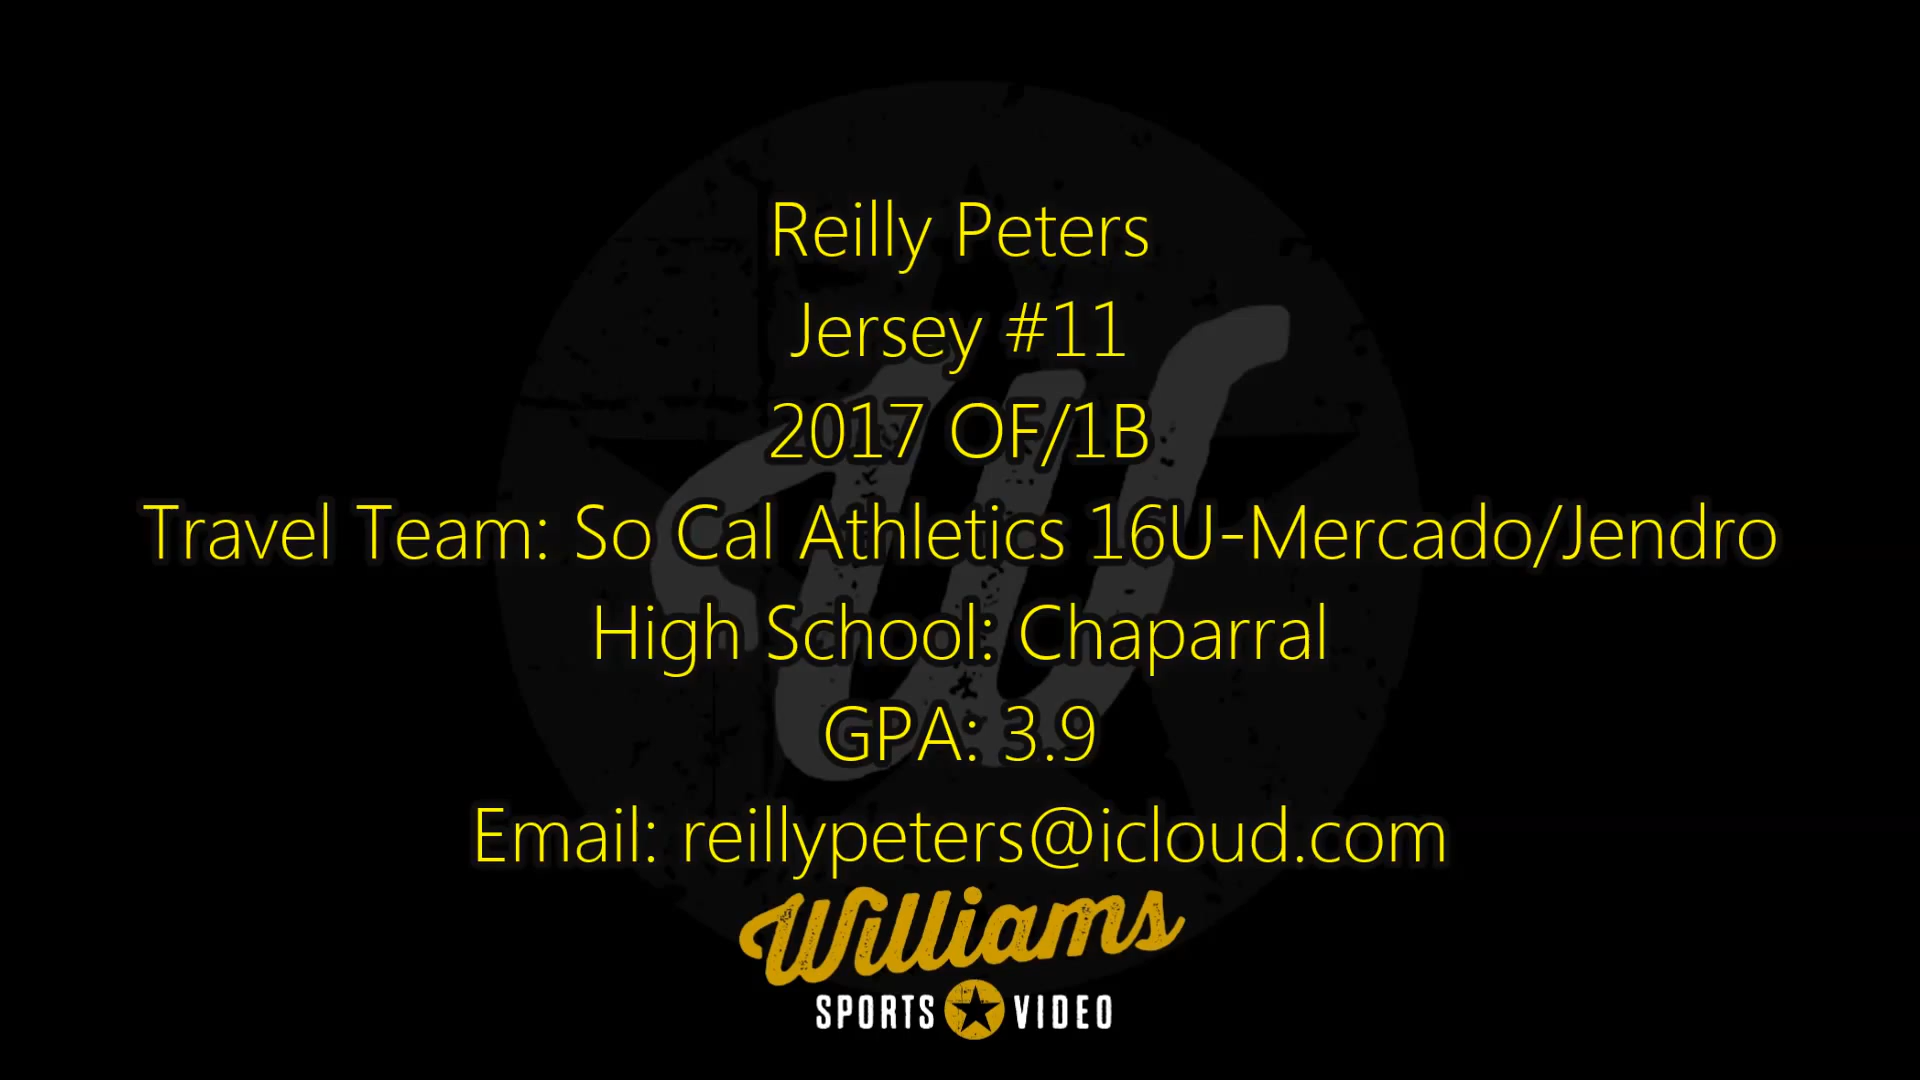 Reilly Peters
Jersey #11
2017 OF/1B
Travel Team: So Cal Athletics 16U-Mercado/Jendro
High School: Chaparral
GPA: 3.9
Email: reillypeters@icloud.com
Williams
SPORTS VIDEO